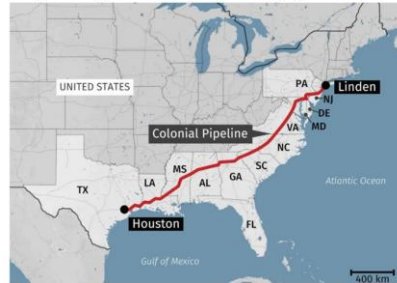 UNITED STATES
PA
Linden
NJ
DE
MD
VA
Colonial Pipeline
NC
MS
SC
TX
LA
AL
GA
Atlantic Ocean
Houston
FL
Gulf of Mexico
400 km